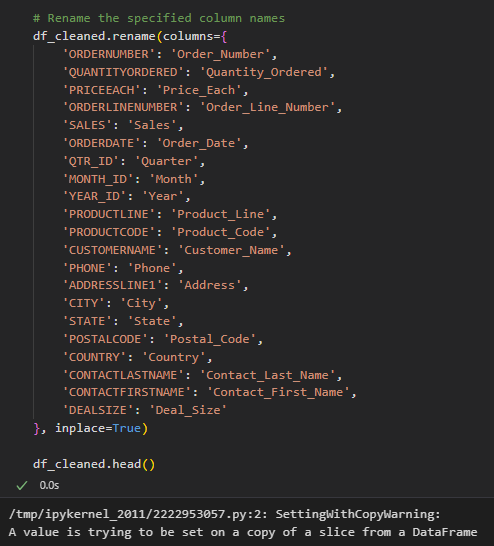 # Rename the specified column names
df_cleaned.rename(columns={
    'ORDERNUMBER': 'Order_Number',
    'QUANTITYORDERED': 'Quantity_Ordered',
    'PRICEEACH': 'Price_Each',
    'ORDERLINENUMBER': 'Order_Line_Number',
    'SALES': 'Sales',
    'ORDERDATE': 'Order_Date',
    'QTR_ID': 'Quarter',
    'MONTH_ID': 'Month',
    'YEAR_ID': 'Year',
    'PRODUCTLINE': 'Product_Line',
    'PRODUCTCODE': 'Product_Code',
    'CUSTOMERNAME': 'Customer_Name',
    'PHONE': 'Phone',
    'ADDRESSLINE1': 'Address',
    'CITY': 'City',
    'STATE': 'State',
    'POSTALCODE': 'Postal_Code',
    'COUNTRY': 'Country',
    'CONTACTLASTNAME': 'Contact_Last_Name',
    'CONTACTFIRSTNAME': 'Contact_First_Name',
    'DEALSIZE': 'Deal_Size'
}, inplace=True)

df_cleaned.head()
0.0s
/tmp/ipykernel_2011/2222953057.py:2: SettingWithCopyWarning:
A value is trying to be set on a copy of a slice from a DataFrame